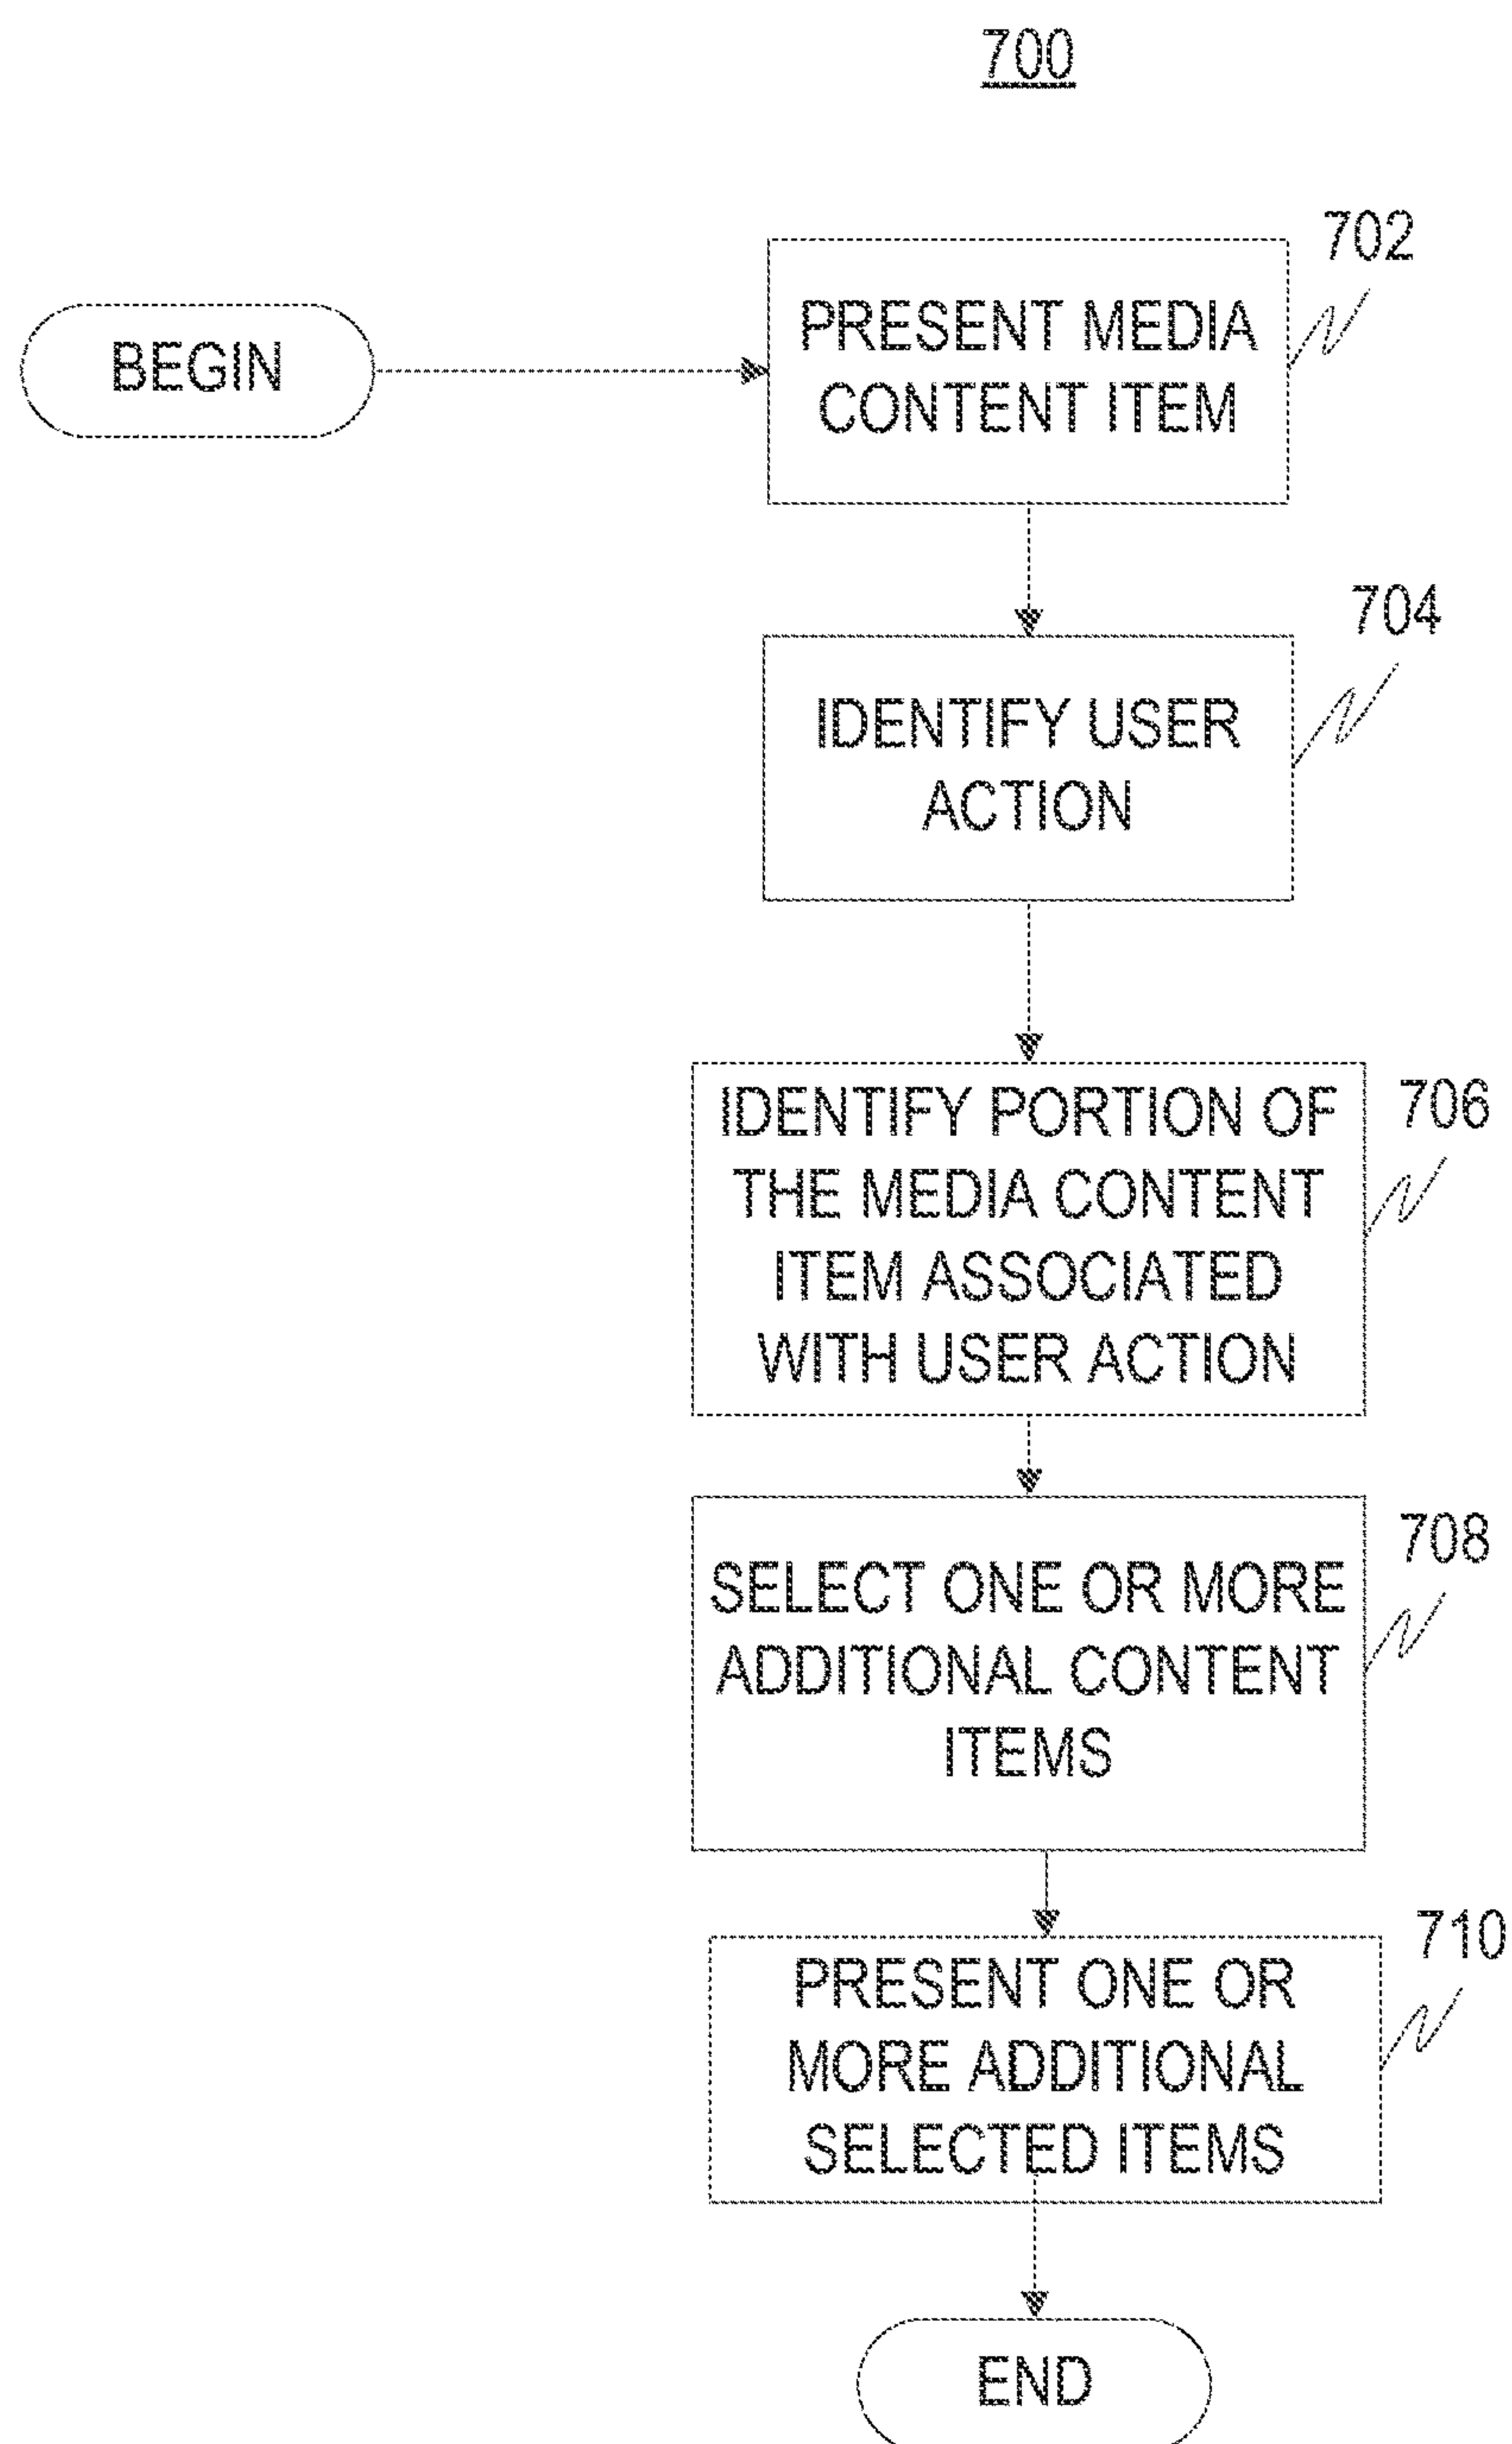 700
BEGIN
702
PRESENT MEDIA
CONTENT ITEM
704
IDENTIFY USER
ACTION
706
IDENTIFY PORTION OF
THE MEDIA CONTENT
ITEM ASSOCIATED
WITH USER ACTION
708
SELECT ONE OR MORE
ADDITIONAL CONTENT
ITEMS
710
PRESENT ONE OR
MORE ADDITIONAL
SELECTED ITEMS
END